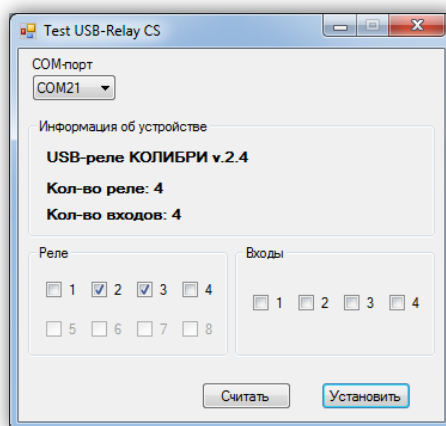 Test USB-Relay CS
COM-порт
COM21
Информация об устройстве
USB-реле КОЛИБРИ v.2.4
Кол-во реле: 4
Кол-во входов: 4
Реле
1 2 3 4
5 6 7 8
Входы
1 2 3 4
Считать Установить